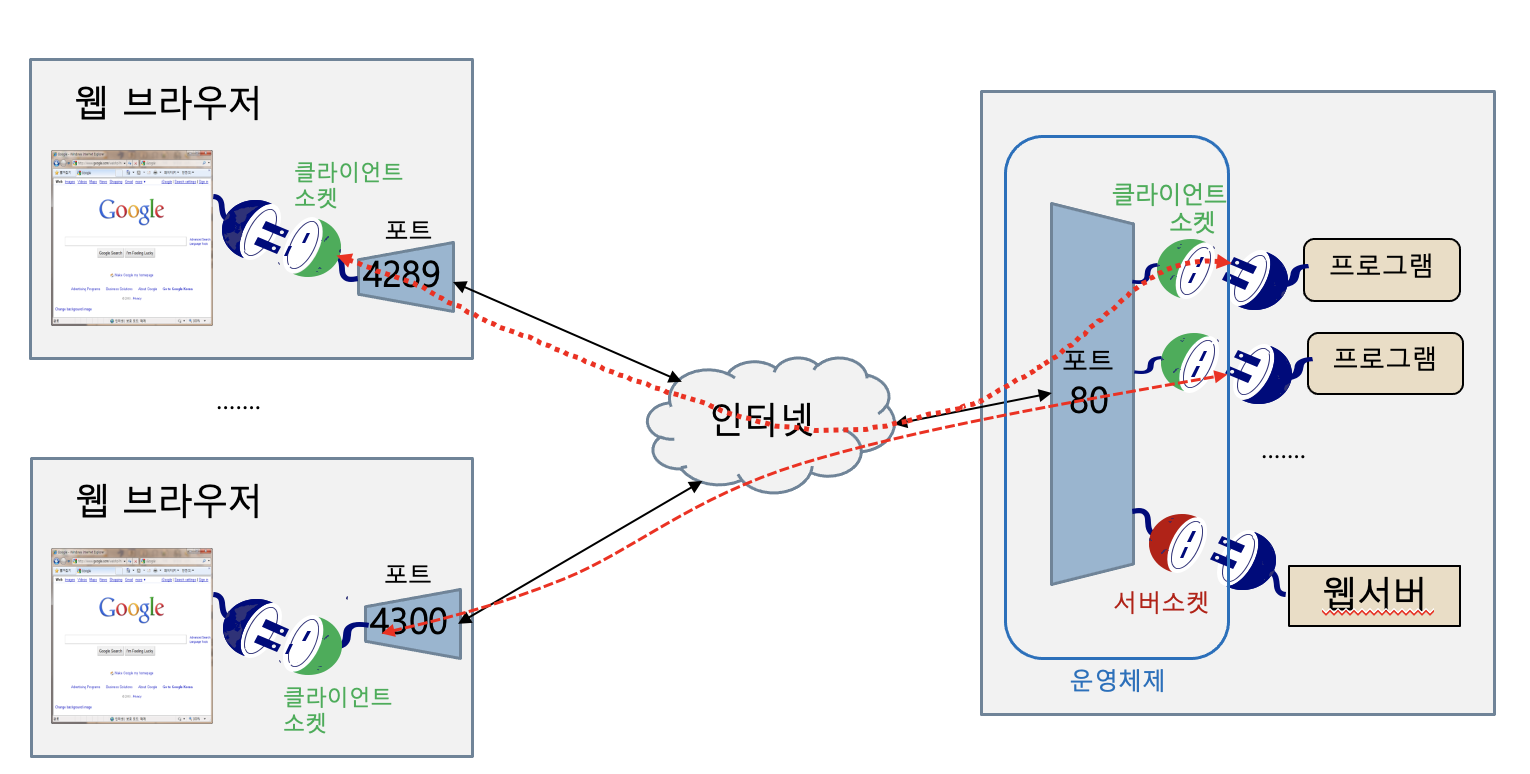 웹 브라우저
Google
클라이언트
소켓
포트
4289
.......
웹 브라우저
Google
포트
4300
클라이언트
소켓
인터넷
클라이언트
소켓
프로그램
프로그램
포트
80
.......
서버소켓
웹서버
운영체제